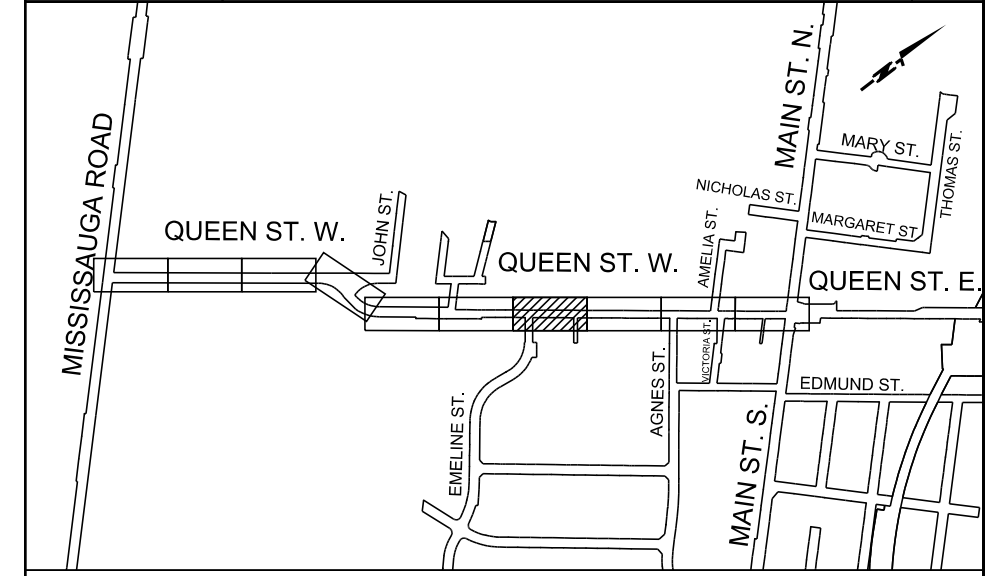 MAIN ST. N.
N
MARY ST.
THOMAS ST.
MISSISSAUGA ROAD
NICHOLAS ST.
JOHN ST.
MARGARET ST
QUEEN ST. W.
AMELIA ST.
QUEEN ST. W.
QUEEN ST. E.
VICTORIA ST.
AGNES ST.
EDMUND ST.
EMELINE ST.
MAIN ST. S.